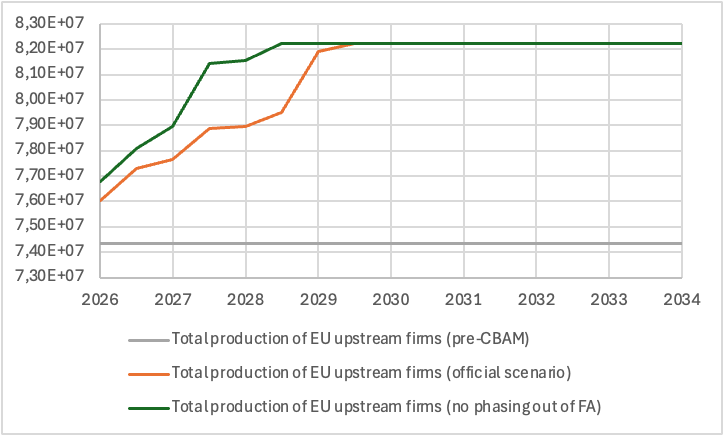 8,30E+07
8,20E+07
8,10E+07
8,00E+07
7,90E+07
7,80E+07
7,70E+07
7,60E+07
7,50E+07
7,40E+07
7,30E+07
2026 2027 2028 2029 2030 2031 2032 2033 2034
Total production of EU upstream firms (pre-CBAM)
Total production of EU upstream firms (official scenario)
Total production of EU upstream firms (no phasing out of FA)